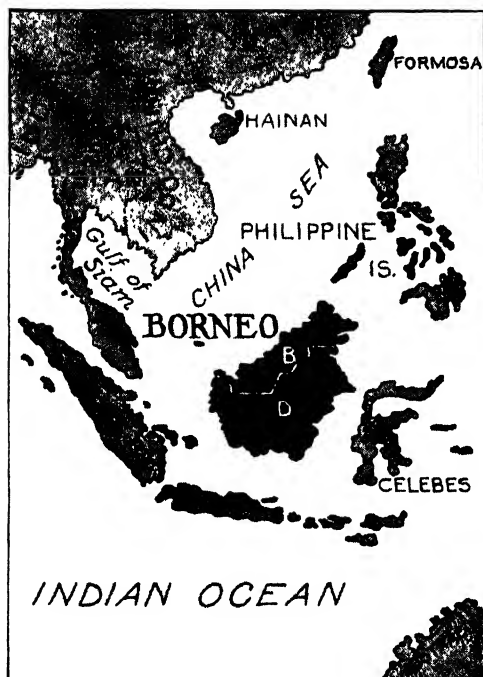 FORMOSA
HAINAN
CHINA SEA
PHILIPPINE
IS.
Gulf of
Siam
BORNEO
B
D
CELEBES
INDIAN OCEAN